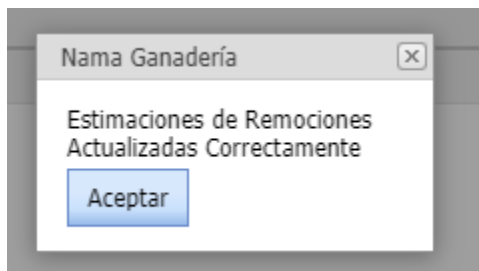 Nama Ganadería
Estimaciones de Remociones
Actualizadas Correctamente
Aceptar